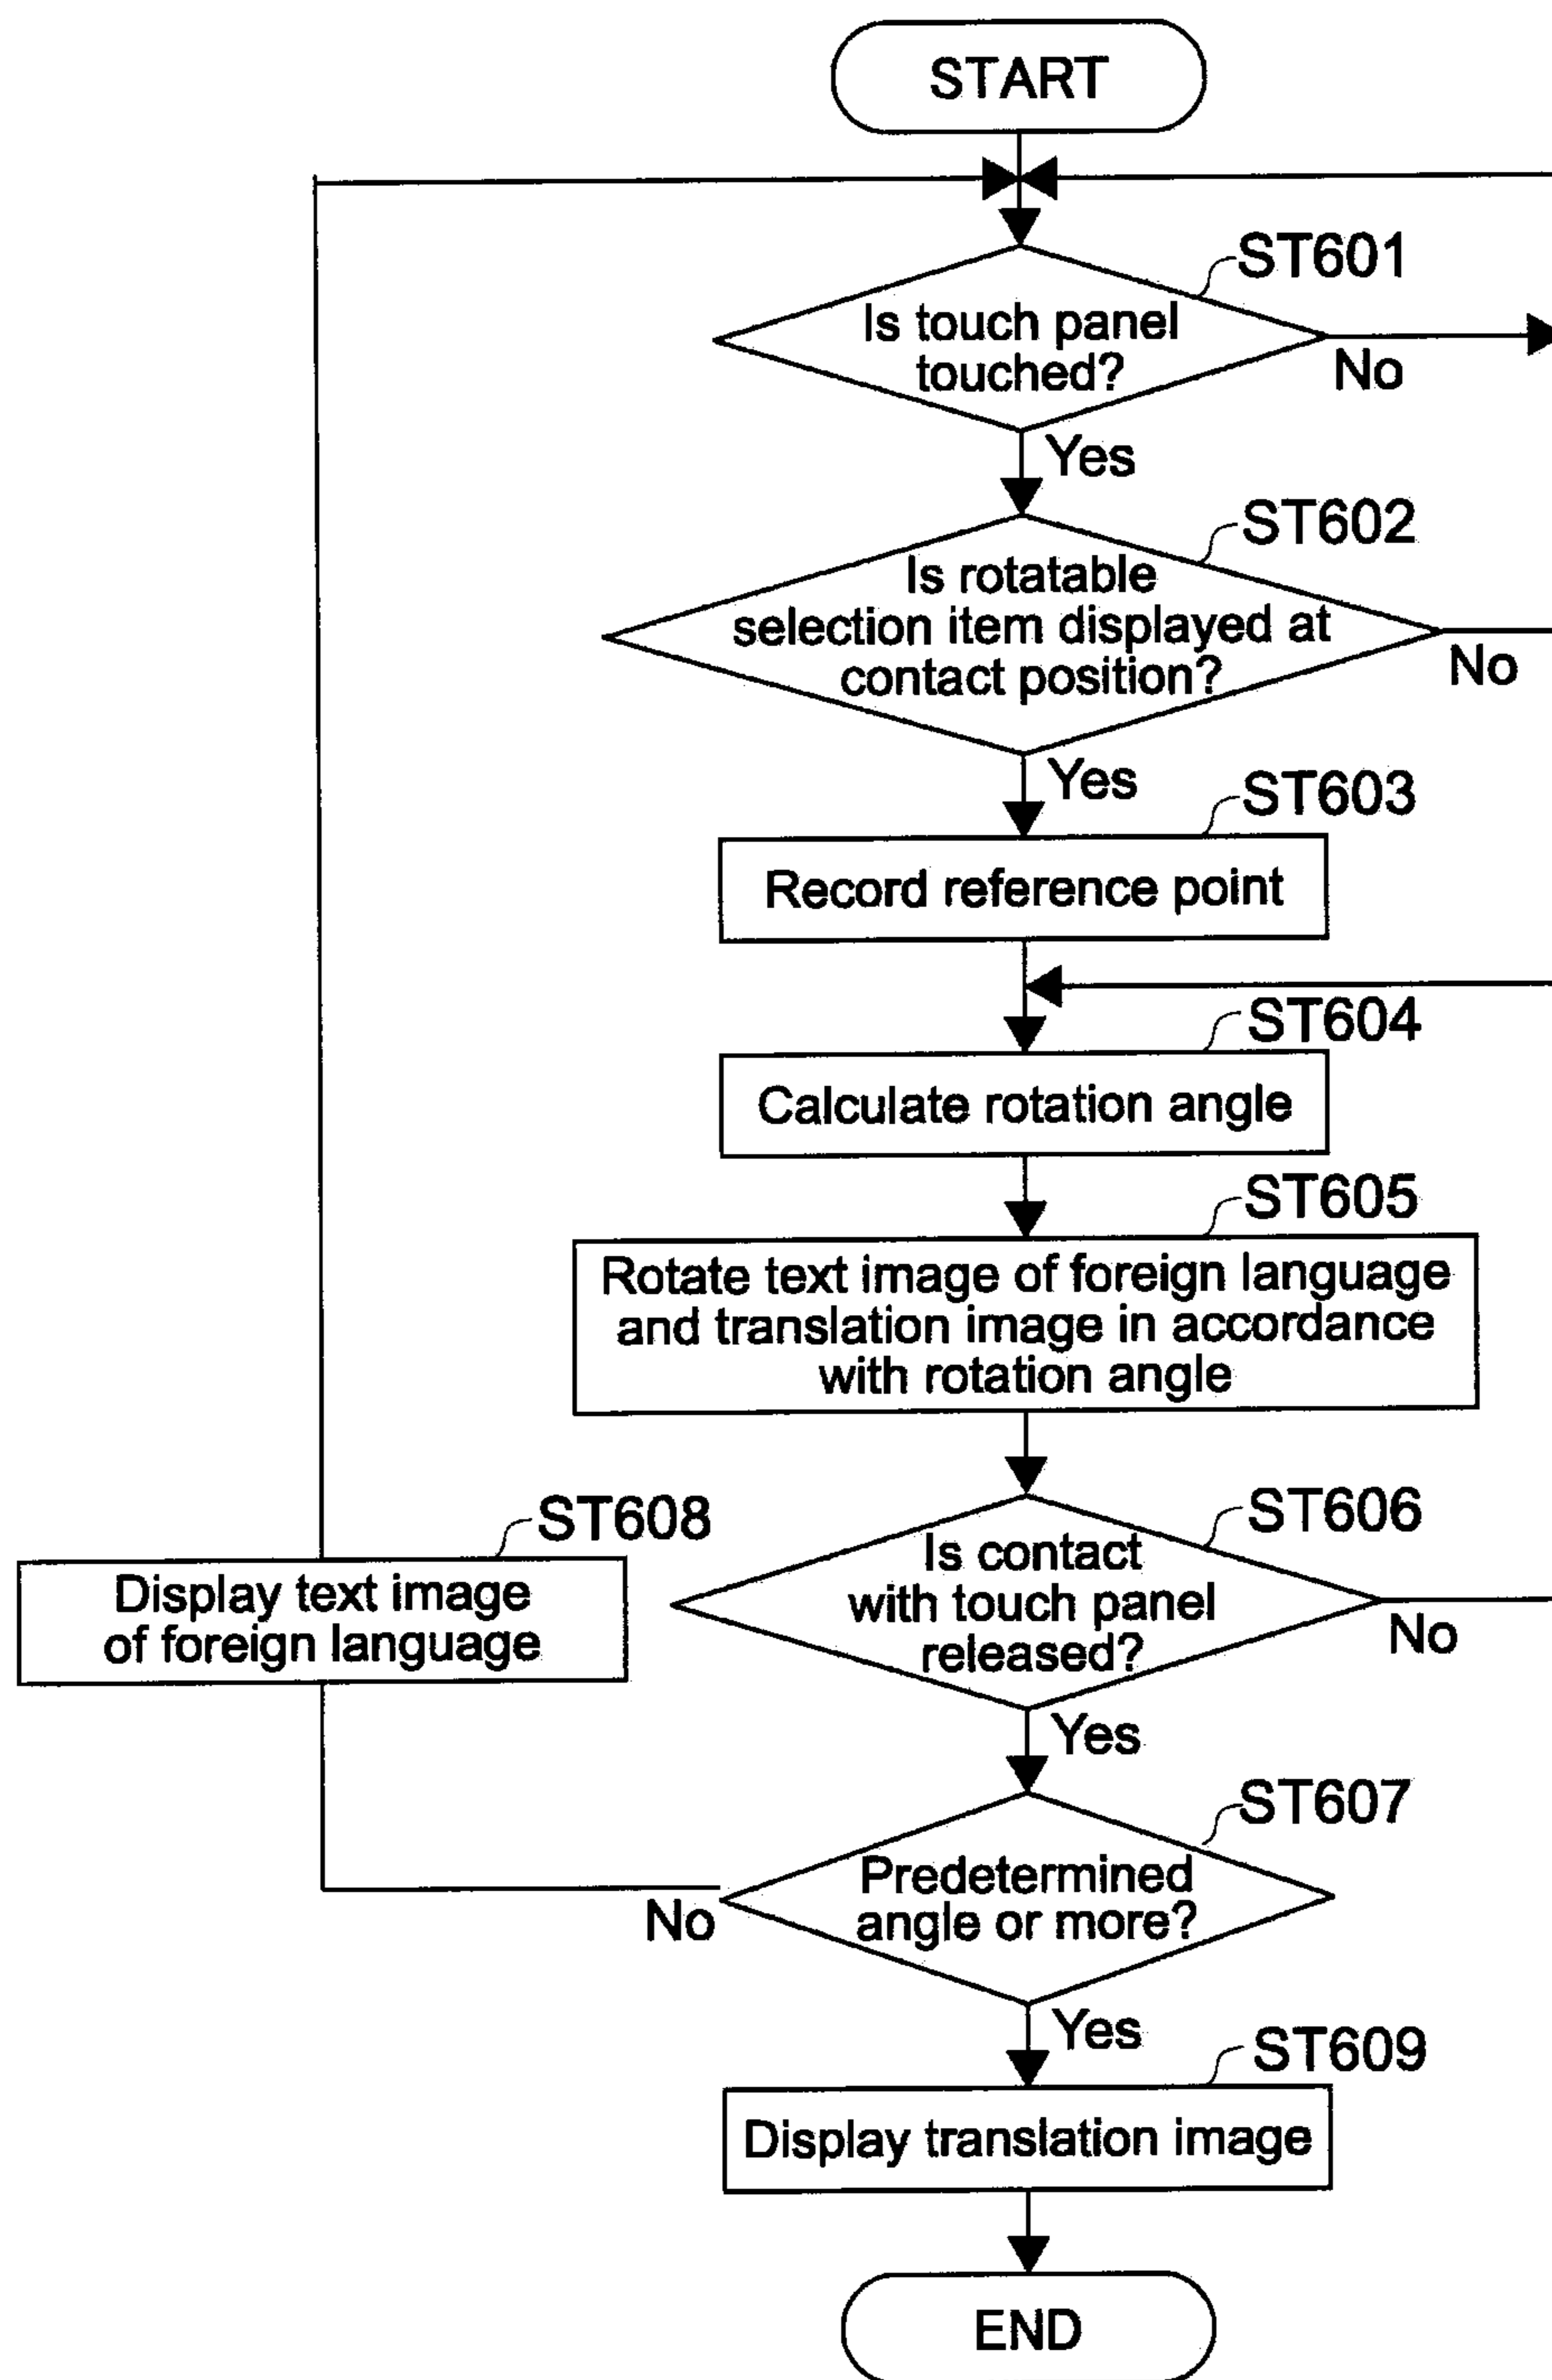 START
ST601
Is touch panel
touched?
No
Yes
ST602
Is rotatable
selection item displayed at
contact position?
No
Yes
ST603
Record reference point
ST604
Calculate rotation angle
ST605
Rotate text image of foreign language
and translation image in accordance
with rotation angle
ST606
Is contact
with touch panel
released?
No
Yes
ST608
Display text image
of foreign language
ST607
Predetermined
angle or more?
No
Yes
ST609
Display translation image
END